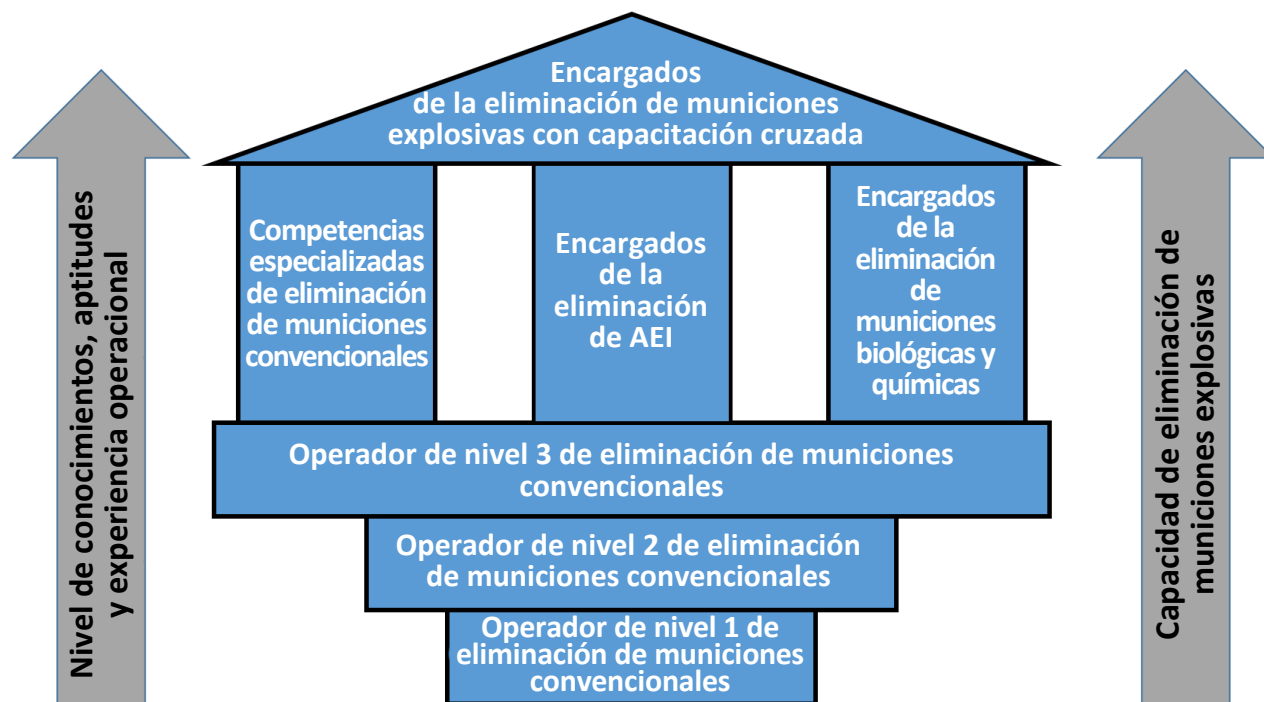 Encargados
de la eliminación de municiones
explosivas con capacitación cruzada
Nivel de conocimientos, aptitudes
y experiencia operacional
Competencias
especializadas
de eliminación
de municiones
convencionales
Encargados
de la
eliminación
de AEI
Encargados
de la
eliminación
de
municiones
biológicas y
químicas
Capacidad de eliminación de
municiones explosivas
Operador de nivel 3 de eliminación de municiones
convencionales
Operador de nivel 2 de eliminación
de municiones convencionales
Operador de nivel 1 de
eliminación de municiones
convencionales